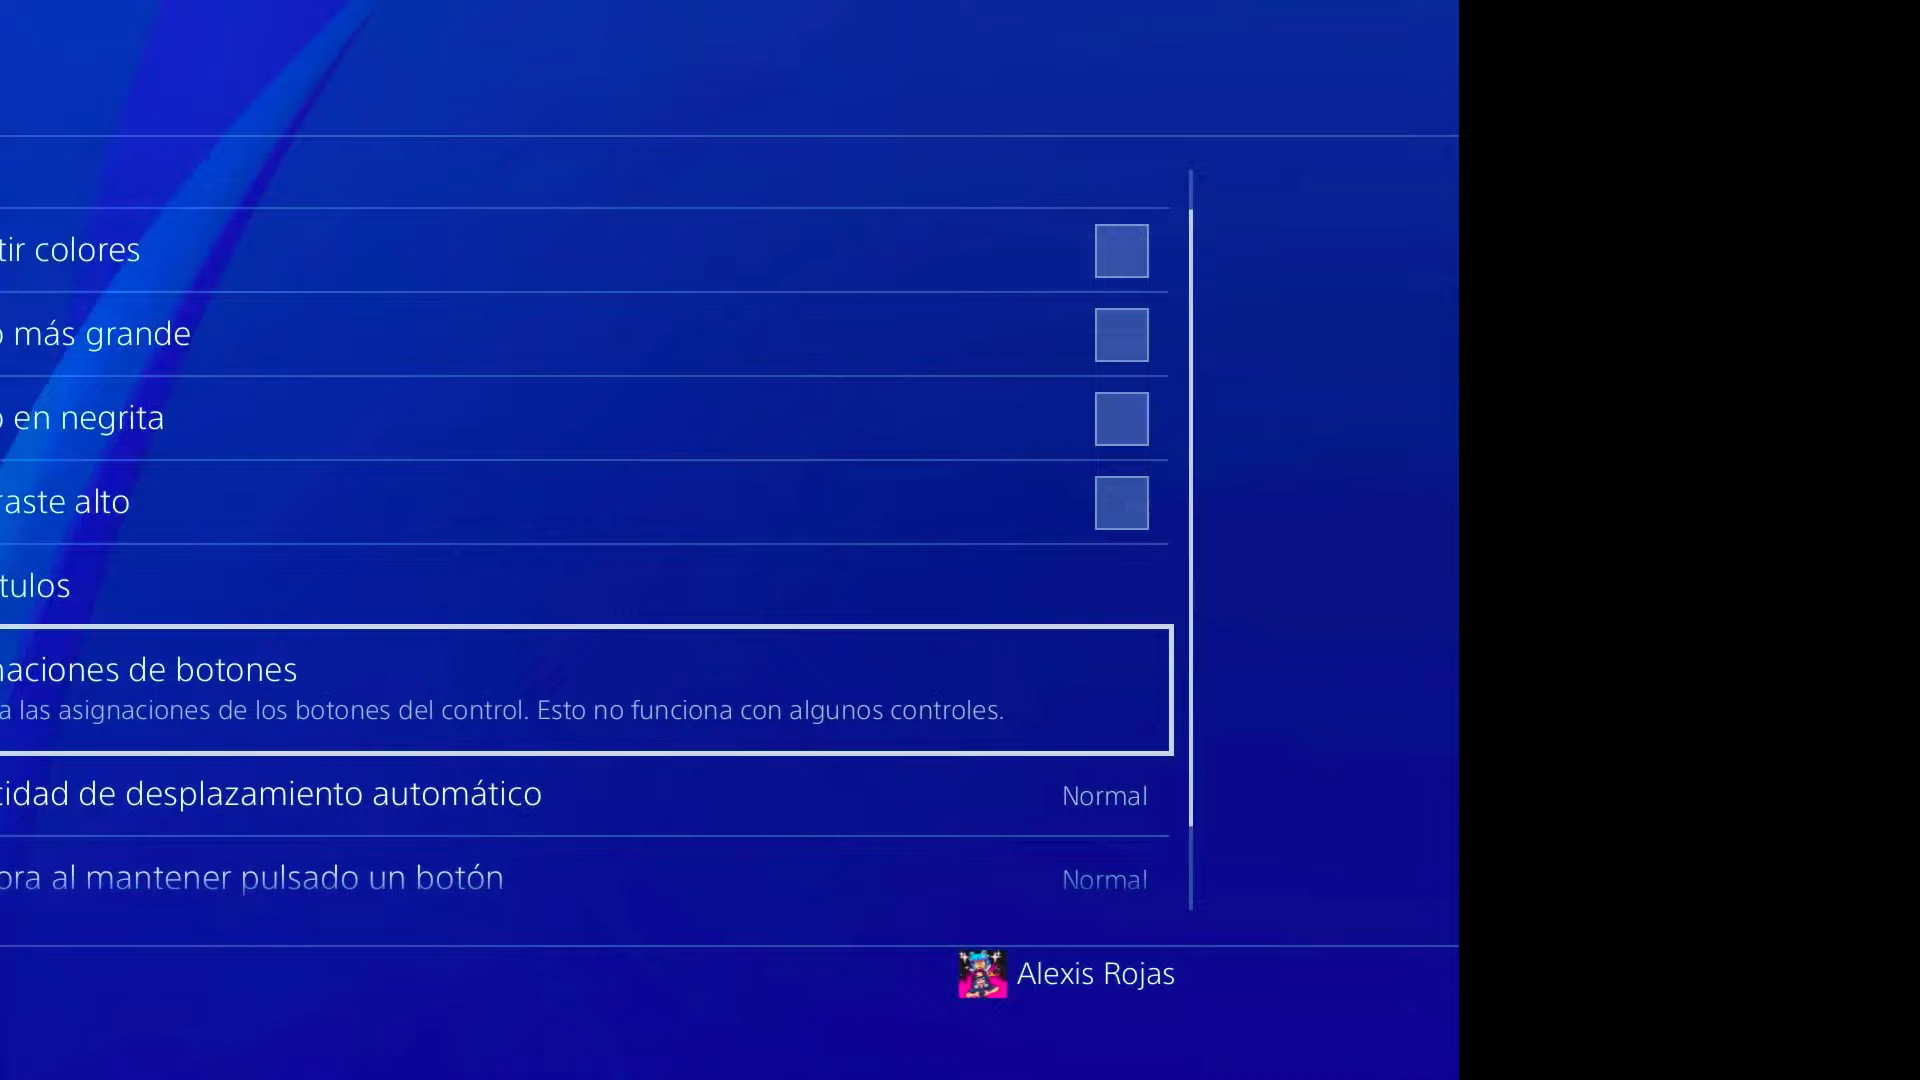 tir colores
o más grande
o en negrita
raste alto
tulos
naciones de botones
a las asignaciones de los botones del control. Esto no funciona con algunos controles.
cidad de desplazamiento automático Normal
ora al mantener pulsado un botón Normal
Alexis Rojas